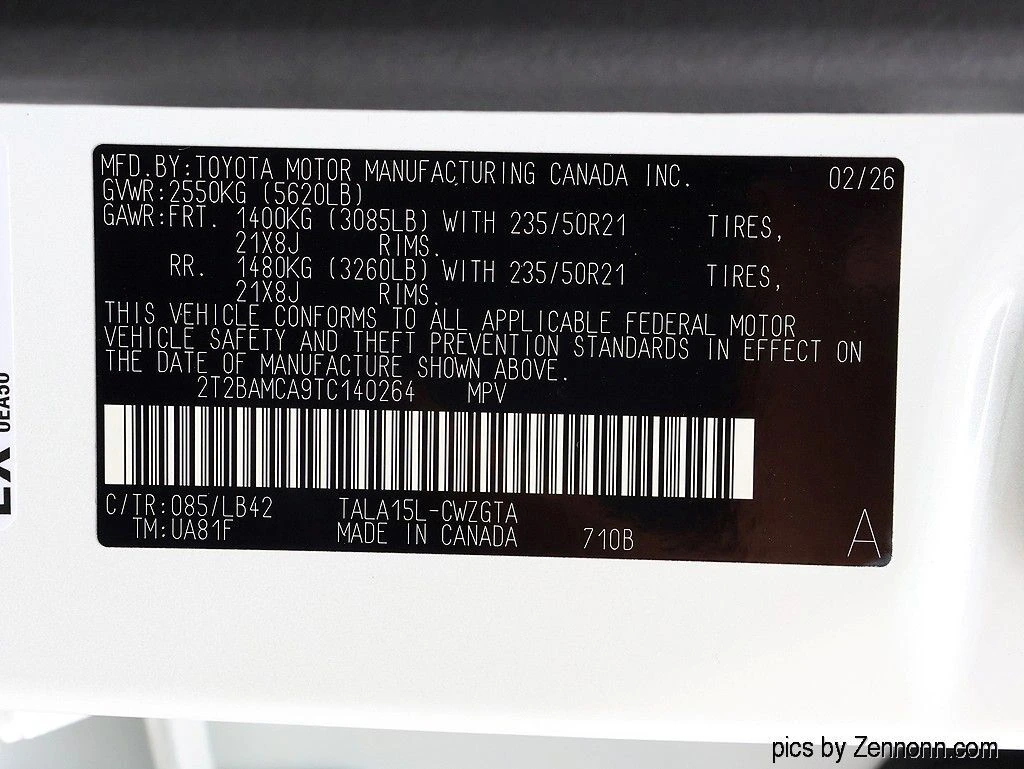 MFD.BY:TOYOTA MOTOR MANUFACTURING CANADA INC. 02/26
GVWR:2550KG (5620LB)
GAWR:FRT. 1400KG (3085LB) WITH 235/50R21 TIRES,
21X8J RIMS.
RR. 1480KG (3260LB) WITH 235/50R21 TIRES,
21X8J RIMS.
THIS VEHICLE CONFORMS TO ALL APPLICABLE FEDERAL MOTOR
VEHICLE SAFETY AND THEFT PREVENTION STANDARDS IN EFFECT ON
THE DATE OF MANUFACTURE SHOWN ABOVE.
2T2BAMCA9TC140264 MPV
C/TR:085/LB42 TALA15L-CWZGTA
TM:UA81F MADE IN CANADA 710B A
pics by Zennonn.com